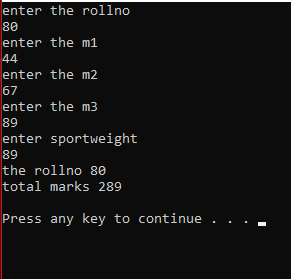 enter the rollno
80
enter the m1
44
enter the m2
67
enter the m3
89
enter sportweight
89
the rollno 80
total marks 289
Press any key to continue . . .